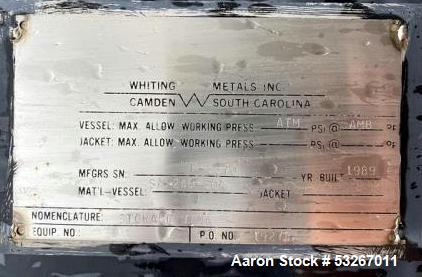 WHITING METALS INC.
CAMDEN W SOUTH CAROLINA
VESSEL: MAX. ALLOW. WORKING PRESS ATM PSI @ AMB °F
JACKET: MAX. ALLOW. WORKING PRESS. PSI @ °F
MFGRS SN: YR BUILT 1989
MAT'L-VESSEL: JACKET
NOMENCLATURE: STORAGE
EQUIP. NO. P.O. NO.
Aaron Stock # 53267011